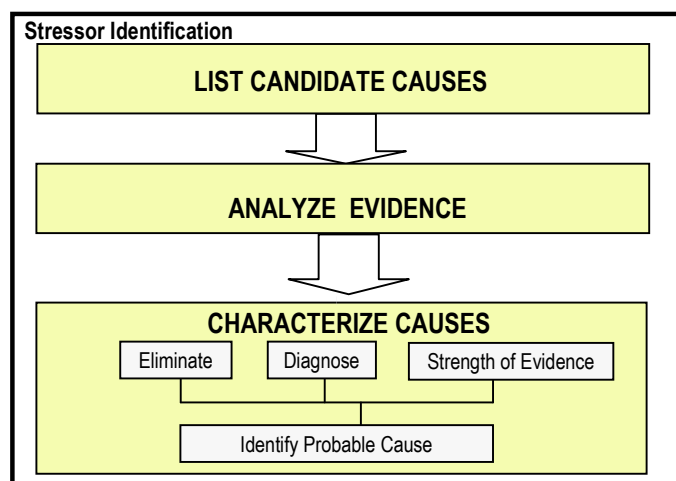 Stressor Identification
LIST CANDIDATE CAUSES
ANALYZE EVIDENCE
CHARACTERIZE CAUSES
Eliminate
Diagnose
Strength of Evidence
Identify Probable Cause